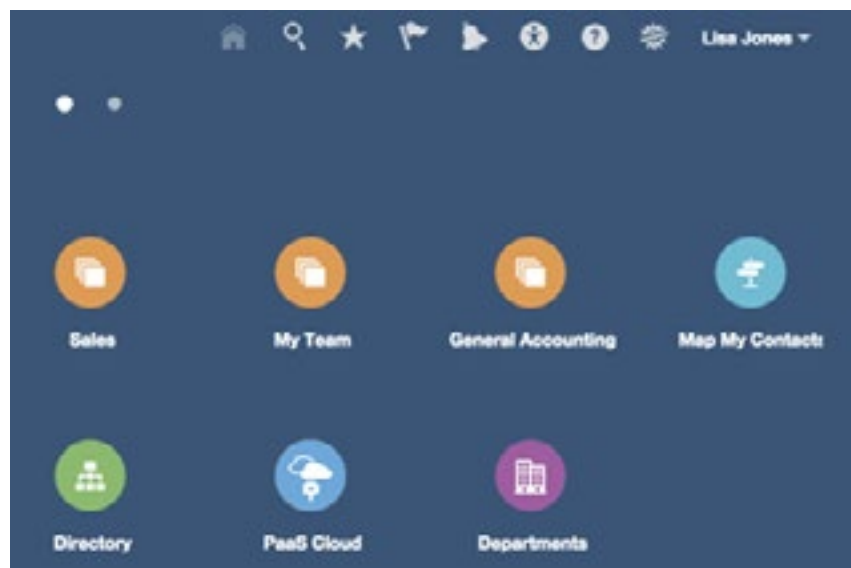 Lisa Jones
Sales
My Team
General Accounting
Map My Contacts
Directory
PaaS Cloud
Departments